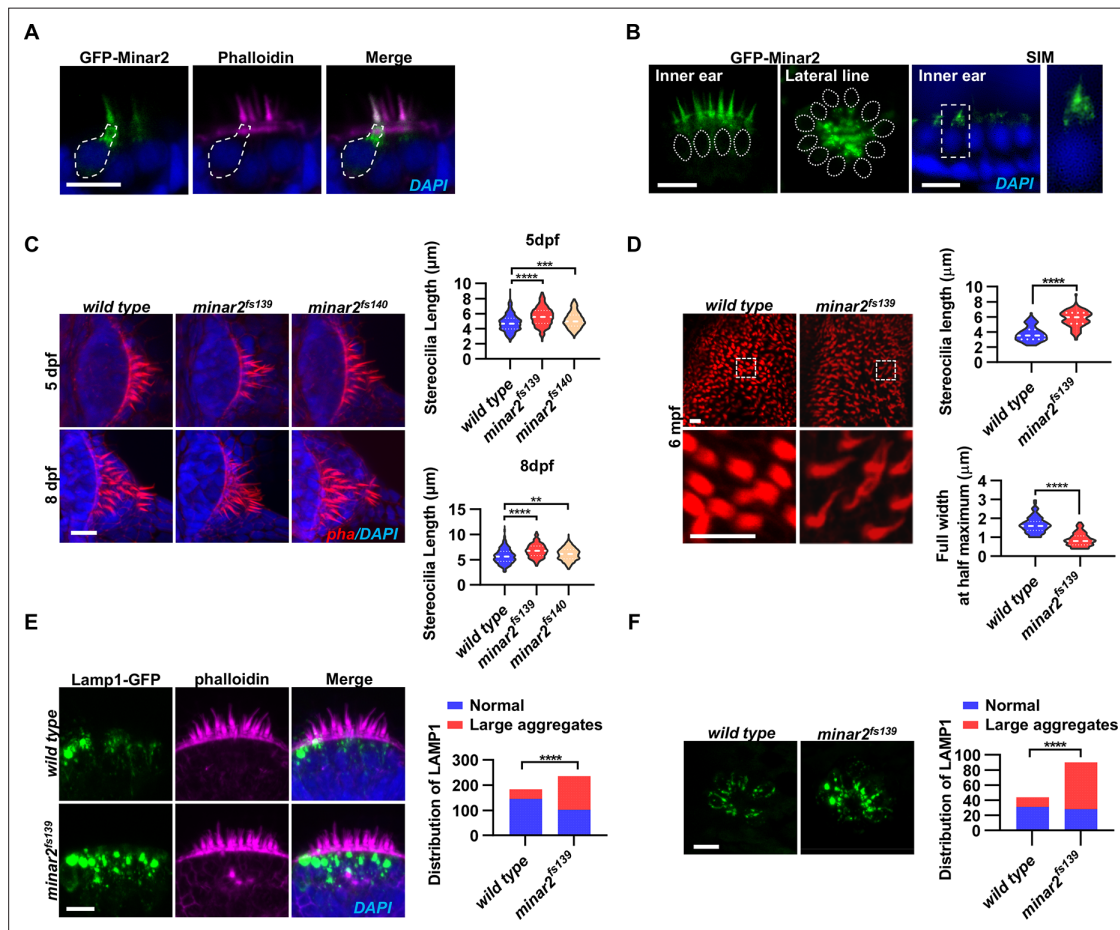 A
GFP-Minar2 Phalloidin Merge
DAPI
B
GFP-Minar2 SIM
Inner ear Lateral line Inner ear
DAPI
C
wild type minar2fs139 minar2fs140
5 dpf
8 dpf
pha/DAPI
5dpf
Stereocilia Length (μm)
10
8
6
4
2
0
***
****
wild type
minar2fs139
minar2fs140
8dpf
Stereocilia Length (μm)
15
10
5
0
**
****
wild type
minar2fs139
minar2fs140
D
wild type minar2fs139
6 mpf
Stereocilia Length (μm)
10
8
6
4
2
0
****
wild type
minar2fs139
Full width
at half maximum (μm)
4
3
2
1
0
****
wild type
minar2fs139
E
Lamp1-GFP phalloidin Merge
wild type
minar2fs139
DAPI
Normal
Large aggregates
Distribution of LAMP1
300
200
100
0
****
wild type
minar2fs139
F
wild type minar2fs139
Normal
Large aggregates
Distribution of LAMP1
100
80
60
40
20
0
****
wild type
minar2fs139